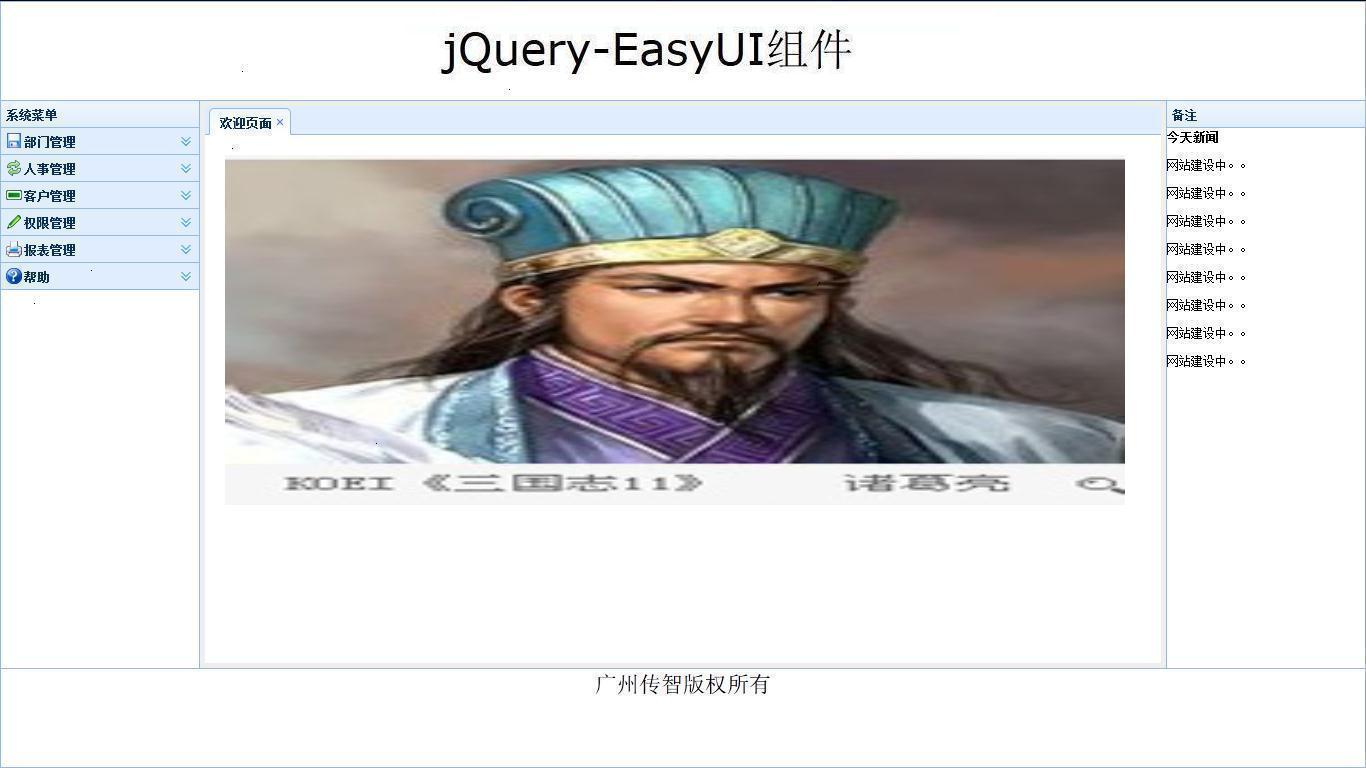 jQuery-EasyUI组件
系统菜单
部门管理
人事管理
客户管理
权限管理
报表管理
帮助
欢迎页面
KOEI 《三国志11》 诸葛亮
备注
今天新闻
网站建设中。。
网站建设中。。
网站建设中。。
网站建设中。。
网站建设中。。
网站建设中。。
网站建设中。。
网站建设中。。
广州传智版权所有